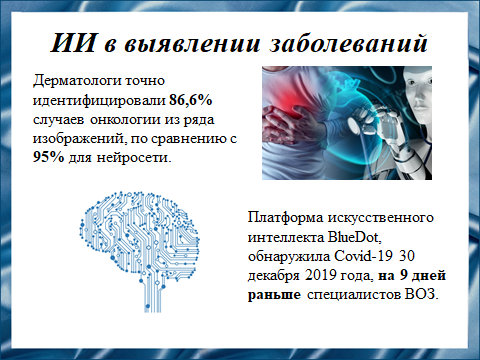 ИИ в выявлении заболеваний
Дерматологи точно
идентифицировали 86,6%
случаев онкологии из ряда
изображений, по сравнению с
95% для нейросети.
Платформа искусственного
интеллекта BlueDot,
обнаружила Covid-19 30
декабря 2019 года, на 9 дней
раньше специалистов ВОЗ.